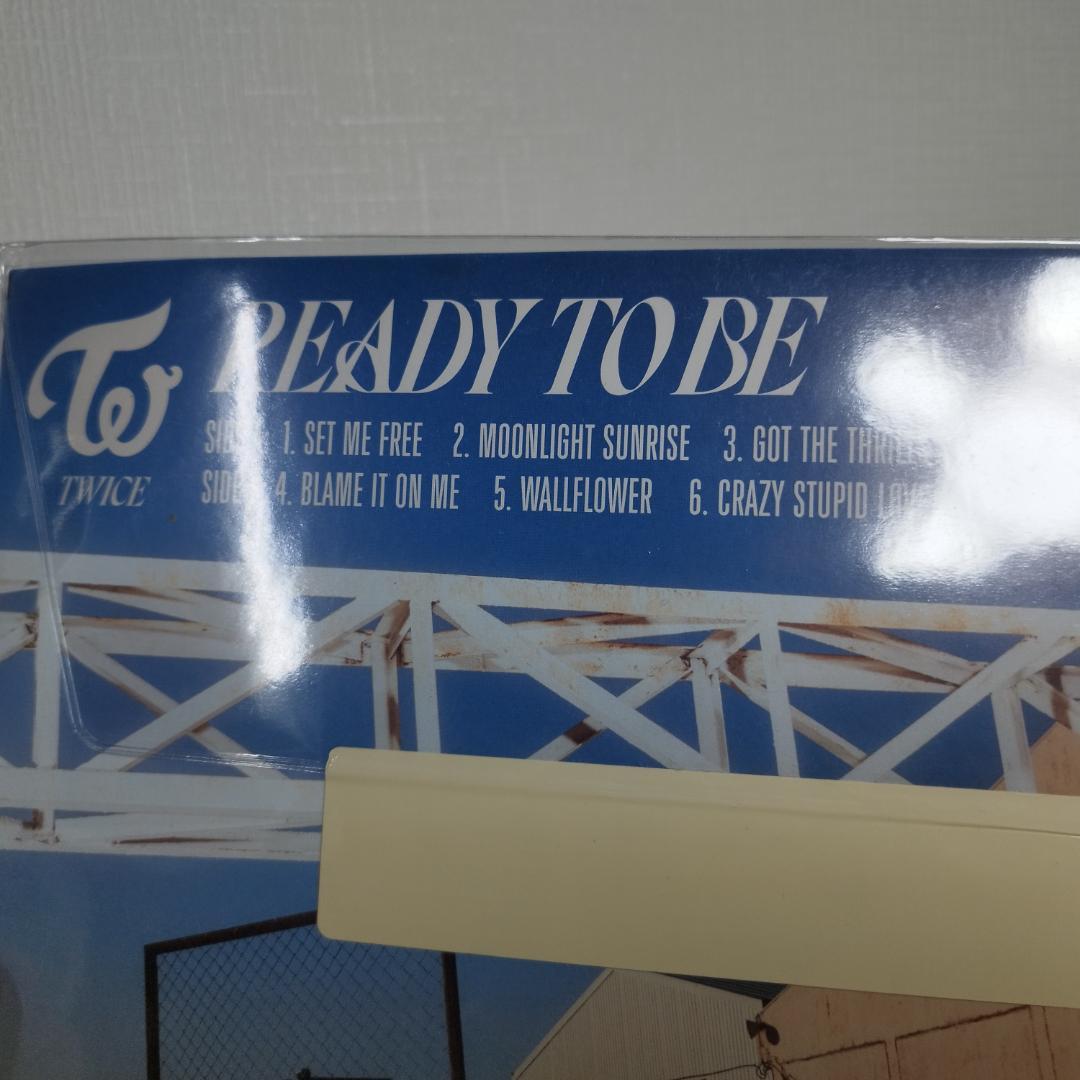 READY TO BE
1. SET ME FREE 2. MOONLIGHT SUNRISE 3. GOT THE
4. BLAME IT ON ME 5. WALLFLOWER 6. CRAZY STUPID
TW
TWICE